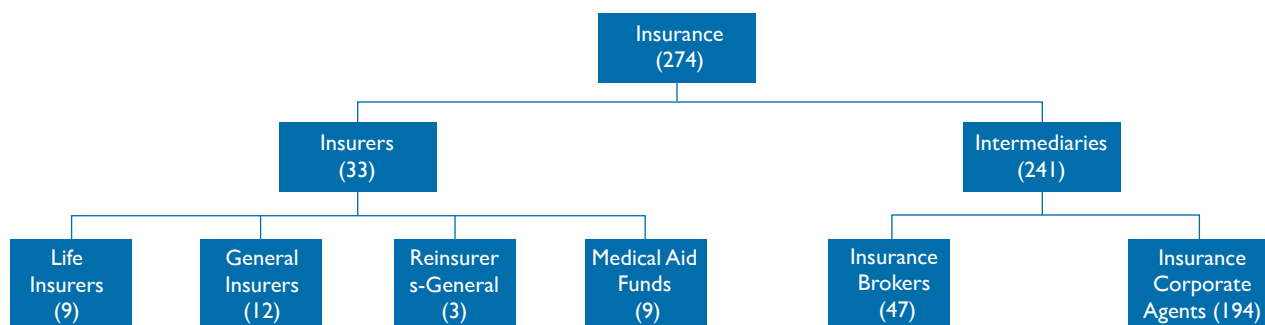 Insurance
(274)
Insurers
(33)
Intermediaries
(241)
Life
Insurers
(9)
General
Insurers
(12)
Reinsurer
s-General
(3)
Medical Aid
Funds
(9)
Insurance
Brokers
(47)
Insurance
Corporate
Agents (194)